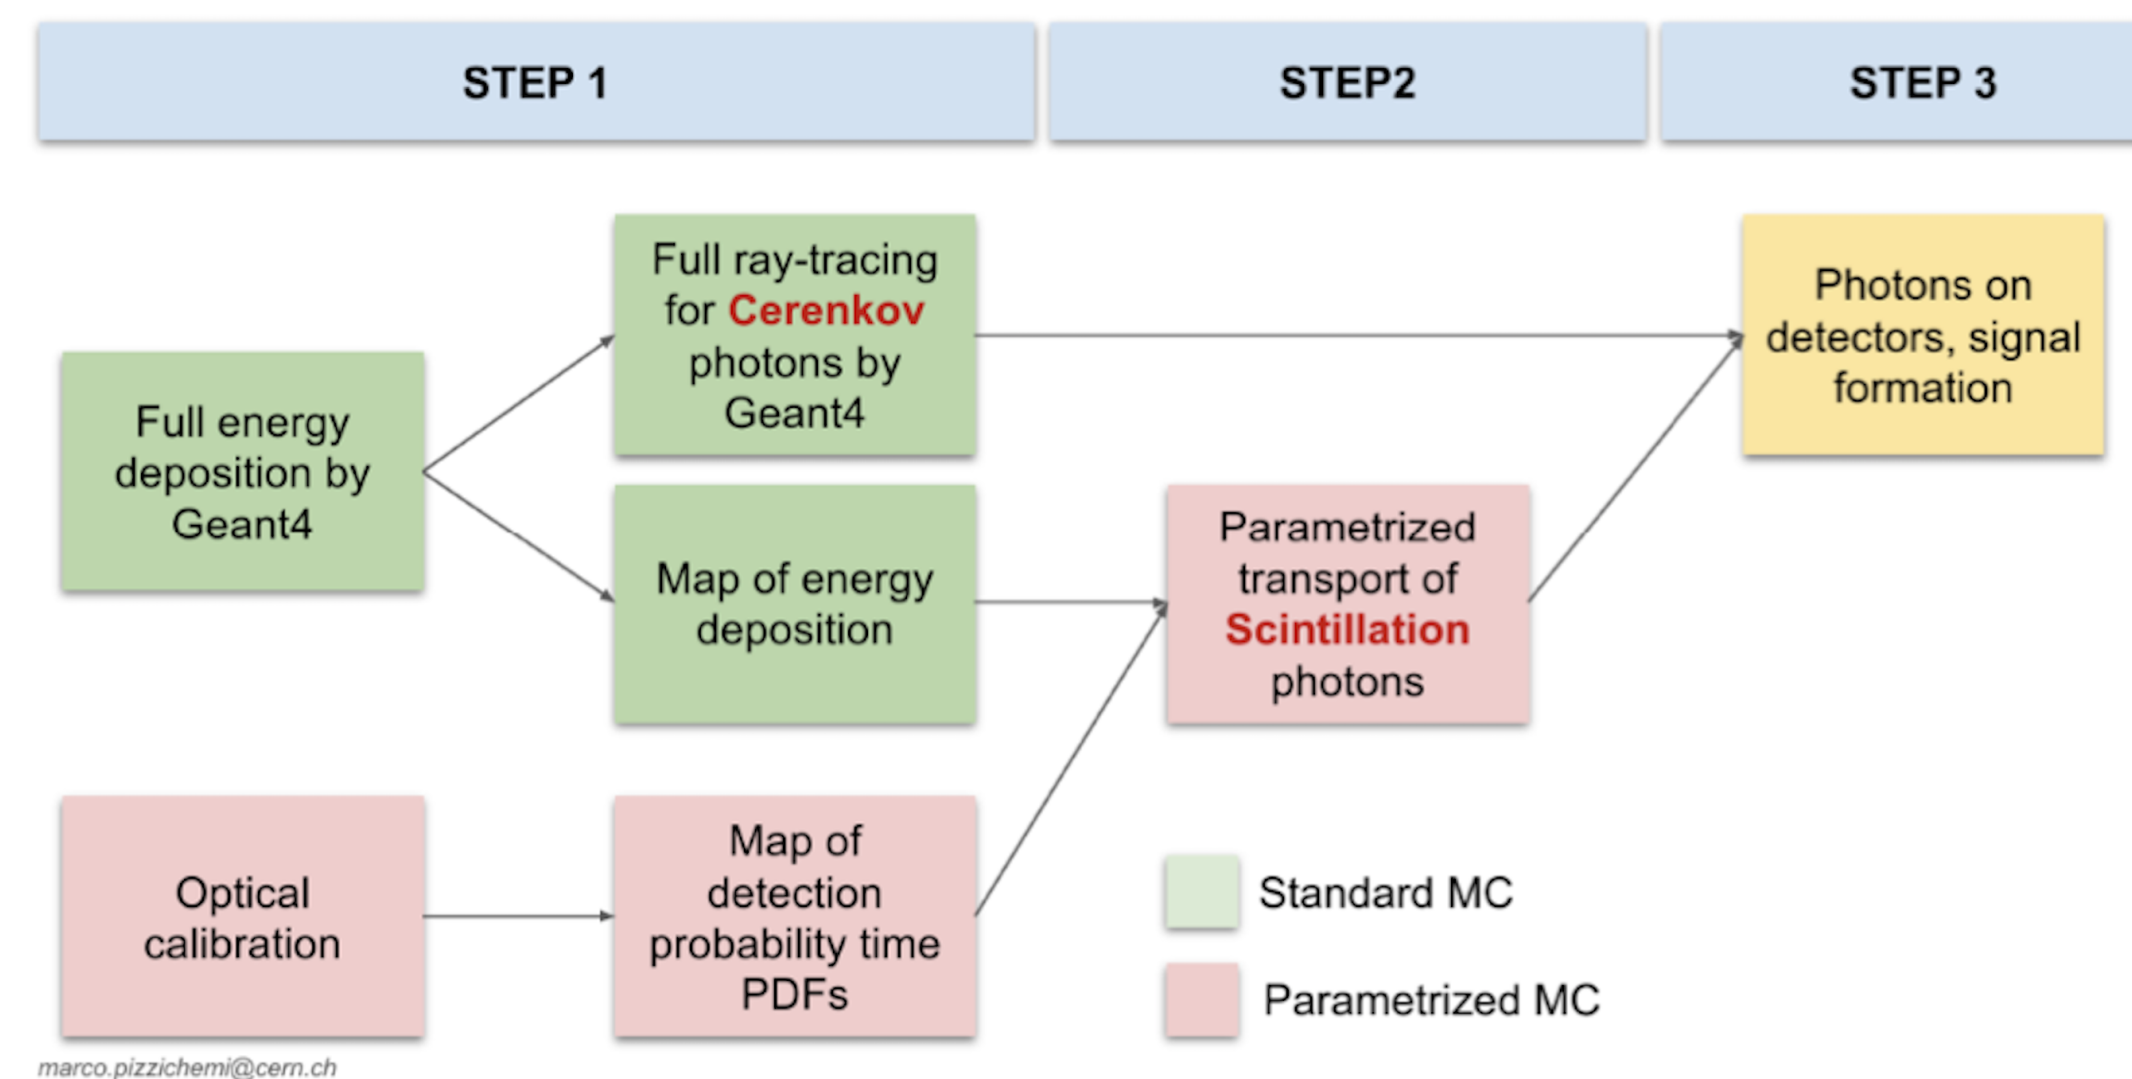 STEP 1
STEP2
STEP 3
Full energy
deposition by
Geant4
Full ray-tracing
for Cerenkov
photons by
Geant4
Map of energy
deposition
Parametrized
transport of
Scintillation
photons
Photons on
detectors, signal
formation
Optical
calibration
Map of
detection
probability time
PDFs
Standard MC
Parametrized MC
marco.pizzichemi@cern.ch